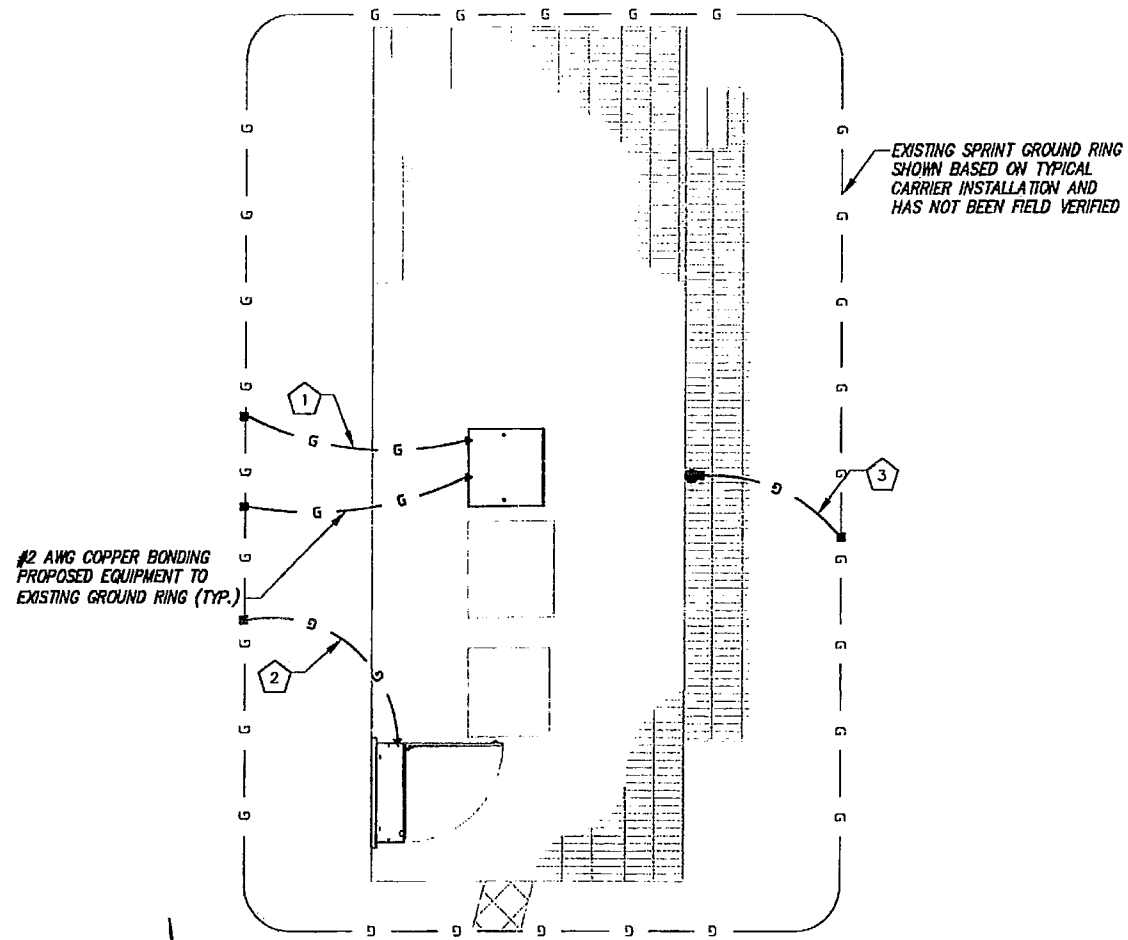 G G G G G
EXISTING SPRINT GROUND RING
SHOWN BASED ON TYPICAL
CARRIER INSTALLATION AND
HAS NOT BEEN FIELD VERIFIED
G G
G G
G G
G G
1
G G
G G
3
G G
G
#2 AWG COPPER BONDING
PROPOSED EQUIPMENT TO
EXISTING GROUND RING (TYP.)
G G
G
2
G
G G
G G
G G
G G G G G